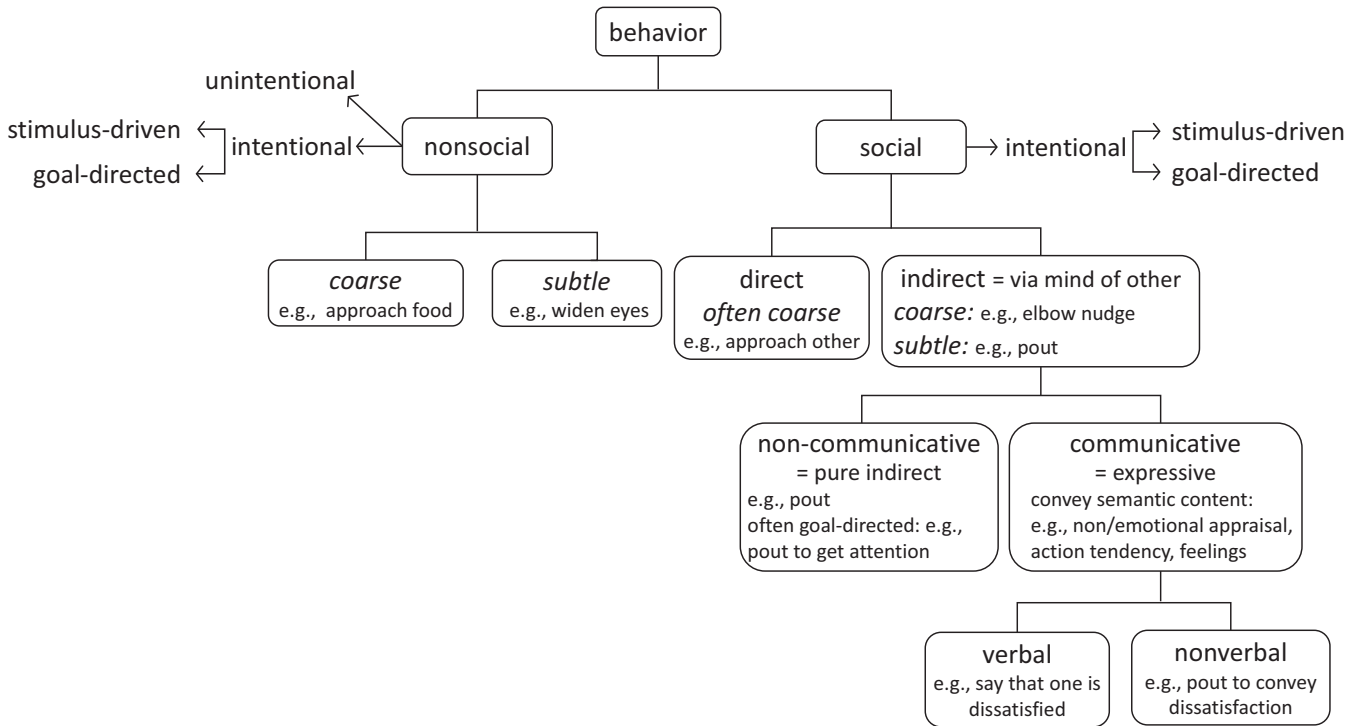 behavior
unintentional
stimulus-driven
goal-directed
intentional
nonsocial
social
intentional
stimulus-driven
goal-directed
coarse
e.g., approach food
subtle
e.g., widen eyes
direct
often coarse
e.g., approach other
indirect = via mind of other
coarse: e.g., elbow nudge
subtle: e.g., pout
non-communicative
= pure indirect
e.g., pout
often goal-directed: e.g.,
pout to get attention
communicative
= expressive
convey semantic content:
e.g., non/emotional appraisal,
action tendency, feelings
verbal
e.g., say that one is
dissatisfied
nonverbal
e.g., pout to convey
dissatisfaction